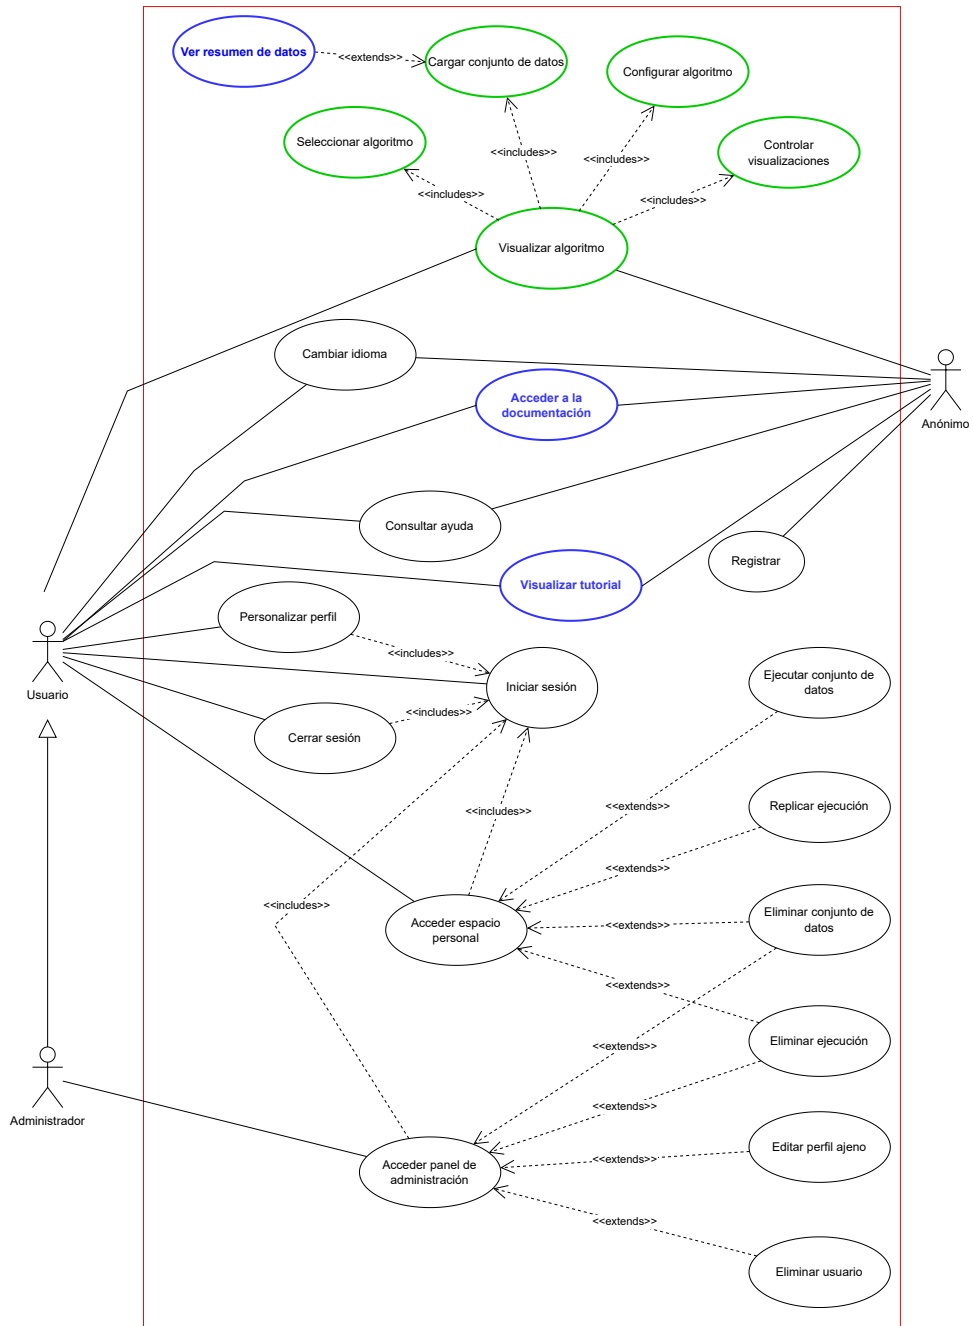 Ver resumen de datos
<<extends>>
Cargar conjunto de datos
Configurar algoritmo
Seleccionar algoritmo
<<includes>>
<<includes>>
Controlar
visualizaciones
<<includes>>
<<includes>>
Visualizar algoritmo
Cambiar idioma
Acceder a la
documentación
Anónimo
Consultar ayuda
Registrar
Visualizar tutorial
Personalizar perfil
<<includes>>
Usuario
Iniciar sesión
Ejecutar conjunto de
datos
<<includes>>
Cerrar sesión
<<includes>>
<<extends>>
Replicar ejecución
<<extends>>
<<includes>>
Acceder espacio
personal
<<extends>>
Eliminar conjunto de
datos
<<extends>>
<<extends>>
Eliminar ejecución
<<extends>>
Administrador
Acceder panel de
administración
<<extends>>
Editar perfil ajeno
<<extends>>
Eliminar usuario